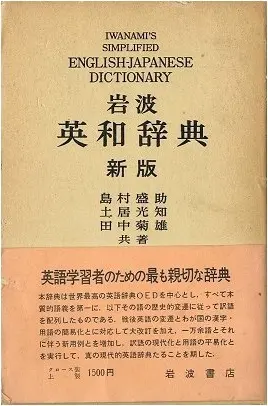 IWANAMI'S
SIMPLIFIED
ENGLISH-JAPANESE
DICTIONARY
岩波
英和辞典
新版
島村盛助
土居光知
田中菊雄
共著
英語学習者のための最も親切な辞典
本辞典は世界最高の英語辞典OEDを中心とし、すべて本
質的語義を第一に、以下その語の歴史的変遷に従って訳語
を配列したものである．戦後英語の変遷とわが国の漢字・
用語の簡易化とに対応して大改訂を加え、一万余語とそれ
に伴う新用例とを増加し、訳語の現代化と用語の平易化と
を実行して、真の現代的英語辞典たることを期した．
クロース装
上製
1500円
岩波書店